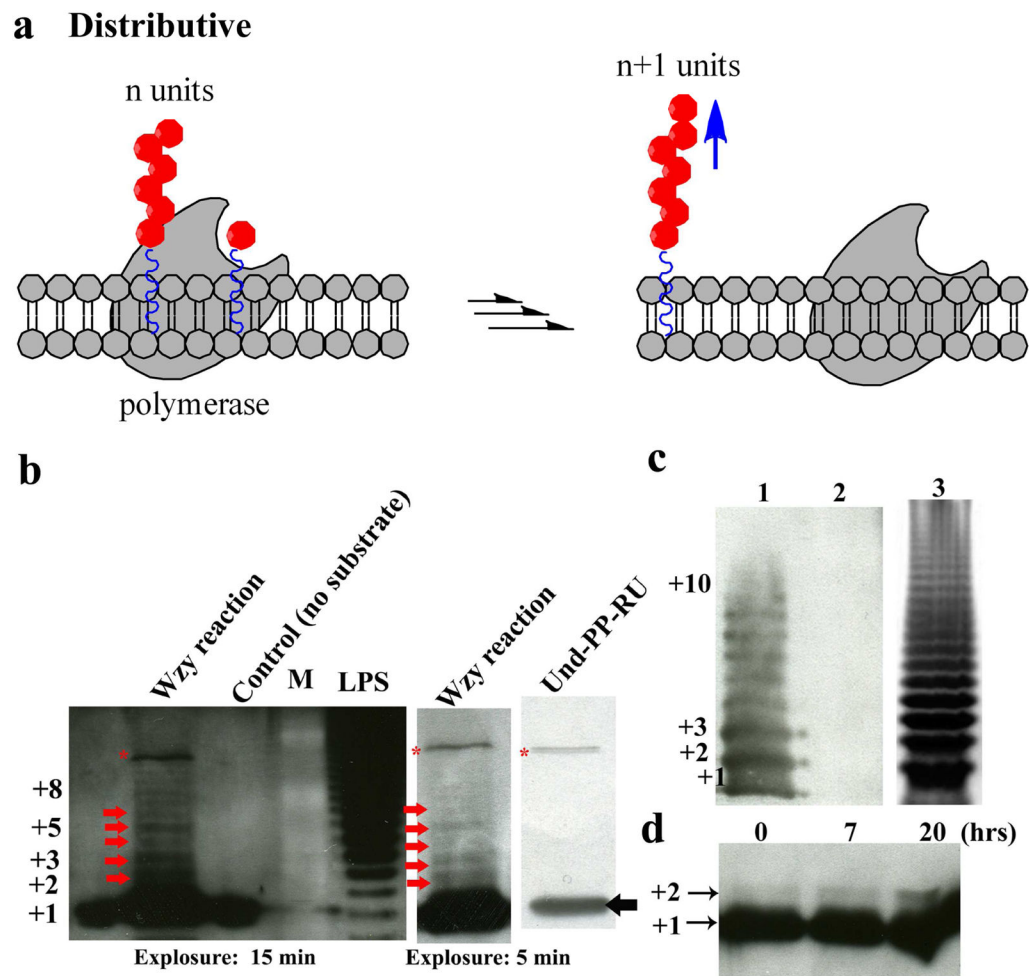 a Distributive
n units
n+1 units
polymerase
b
Wzy reaction
Control (no substrate)
M
LPS
Wzy reaction
Und-PP-RU
*
*
*
+8
+5
+3
+2
+1
Explosure: 15 min
Explosure: 5 min
c
1 2 3
+10
+3
+2
+1
d
0 7 20 (hrs)
+2
+1